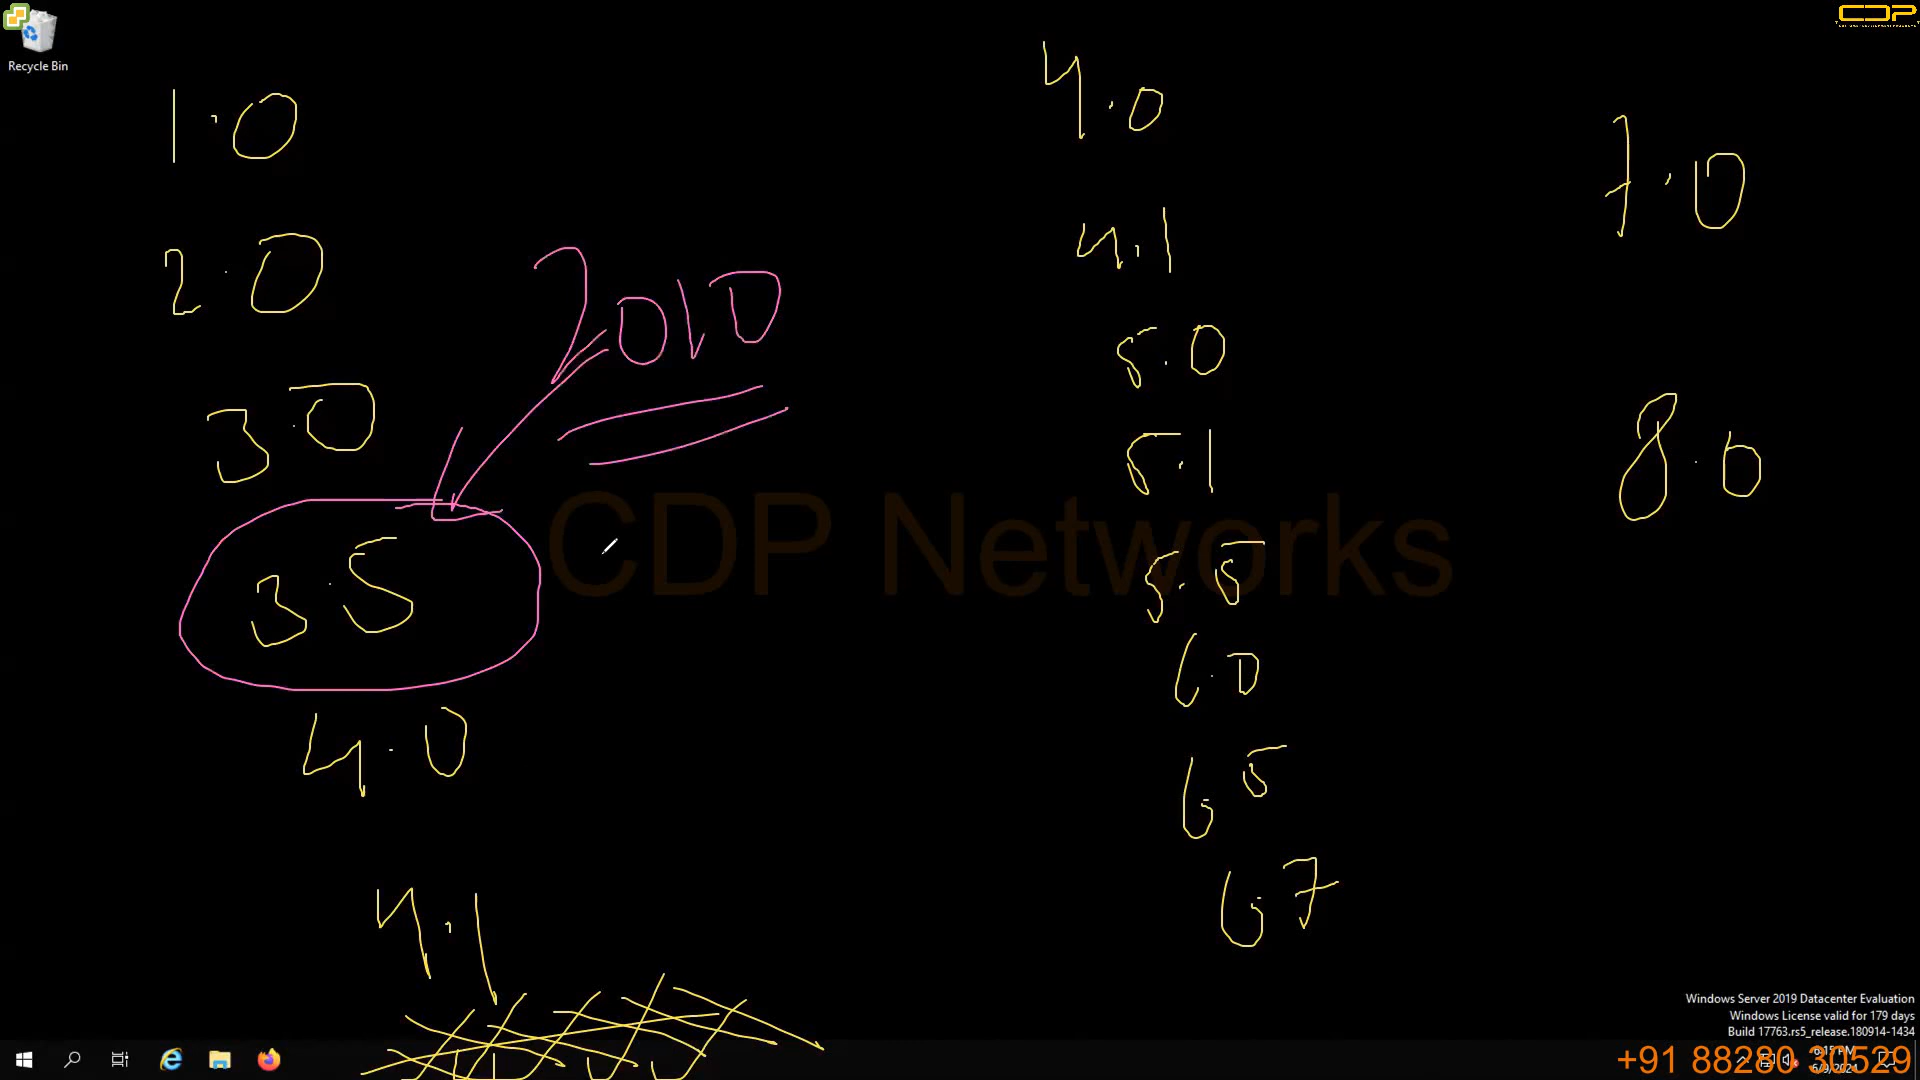 CDP
Recycle Bin
1.0
2.0
3.0
3.5
4.0
4.1
2010
4.0
4.1
5.0
5.1
5.5
6.0
6.5
6.7
7.0
8.0
CDP Networks
Windows Server 2019 Datacenter Evaluation
Windows License valid for 179 days
Build 17763.rs5_release.180914-1434
+91 88280 30529